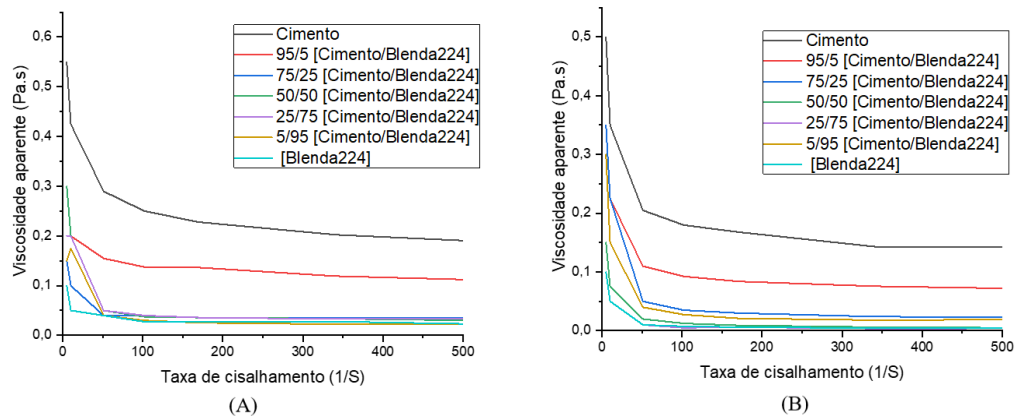 0,6
0,5
0,4
0,3
0,2
0,1
0,0
Viscosidade aparente (Pa.s)
Cimento
95/5 [Cimento/Blenda224]
75/25 [Cimento/Blenda224]
50/50 [Cimento/Blenda224]
25/75 [Cimento/Blenda224]
5/95 [Cimento/Blenda224]
[Blenda224]
0 100 200 300 400 500
Taxa de cisalhamento (1/S)
(A)
0,5
0,4
0,3
0,2
0,1
0,0
Viscosidade aparente (Pa.s)
Cimento
95/5 [Cimento/Blenda224]
75/25 [Cimento/Blenda224]
50/50 [Cimento/Blenda224]
25/75 [Cimento/Blenda224]
5/95 [Cimento/Blenda224]
[Blenda224]
0 100 200 300 400 500
Taxa de cisalhamento (1/S)
(B)